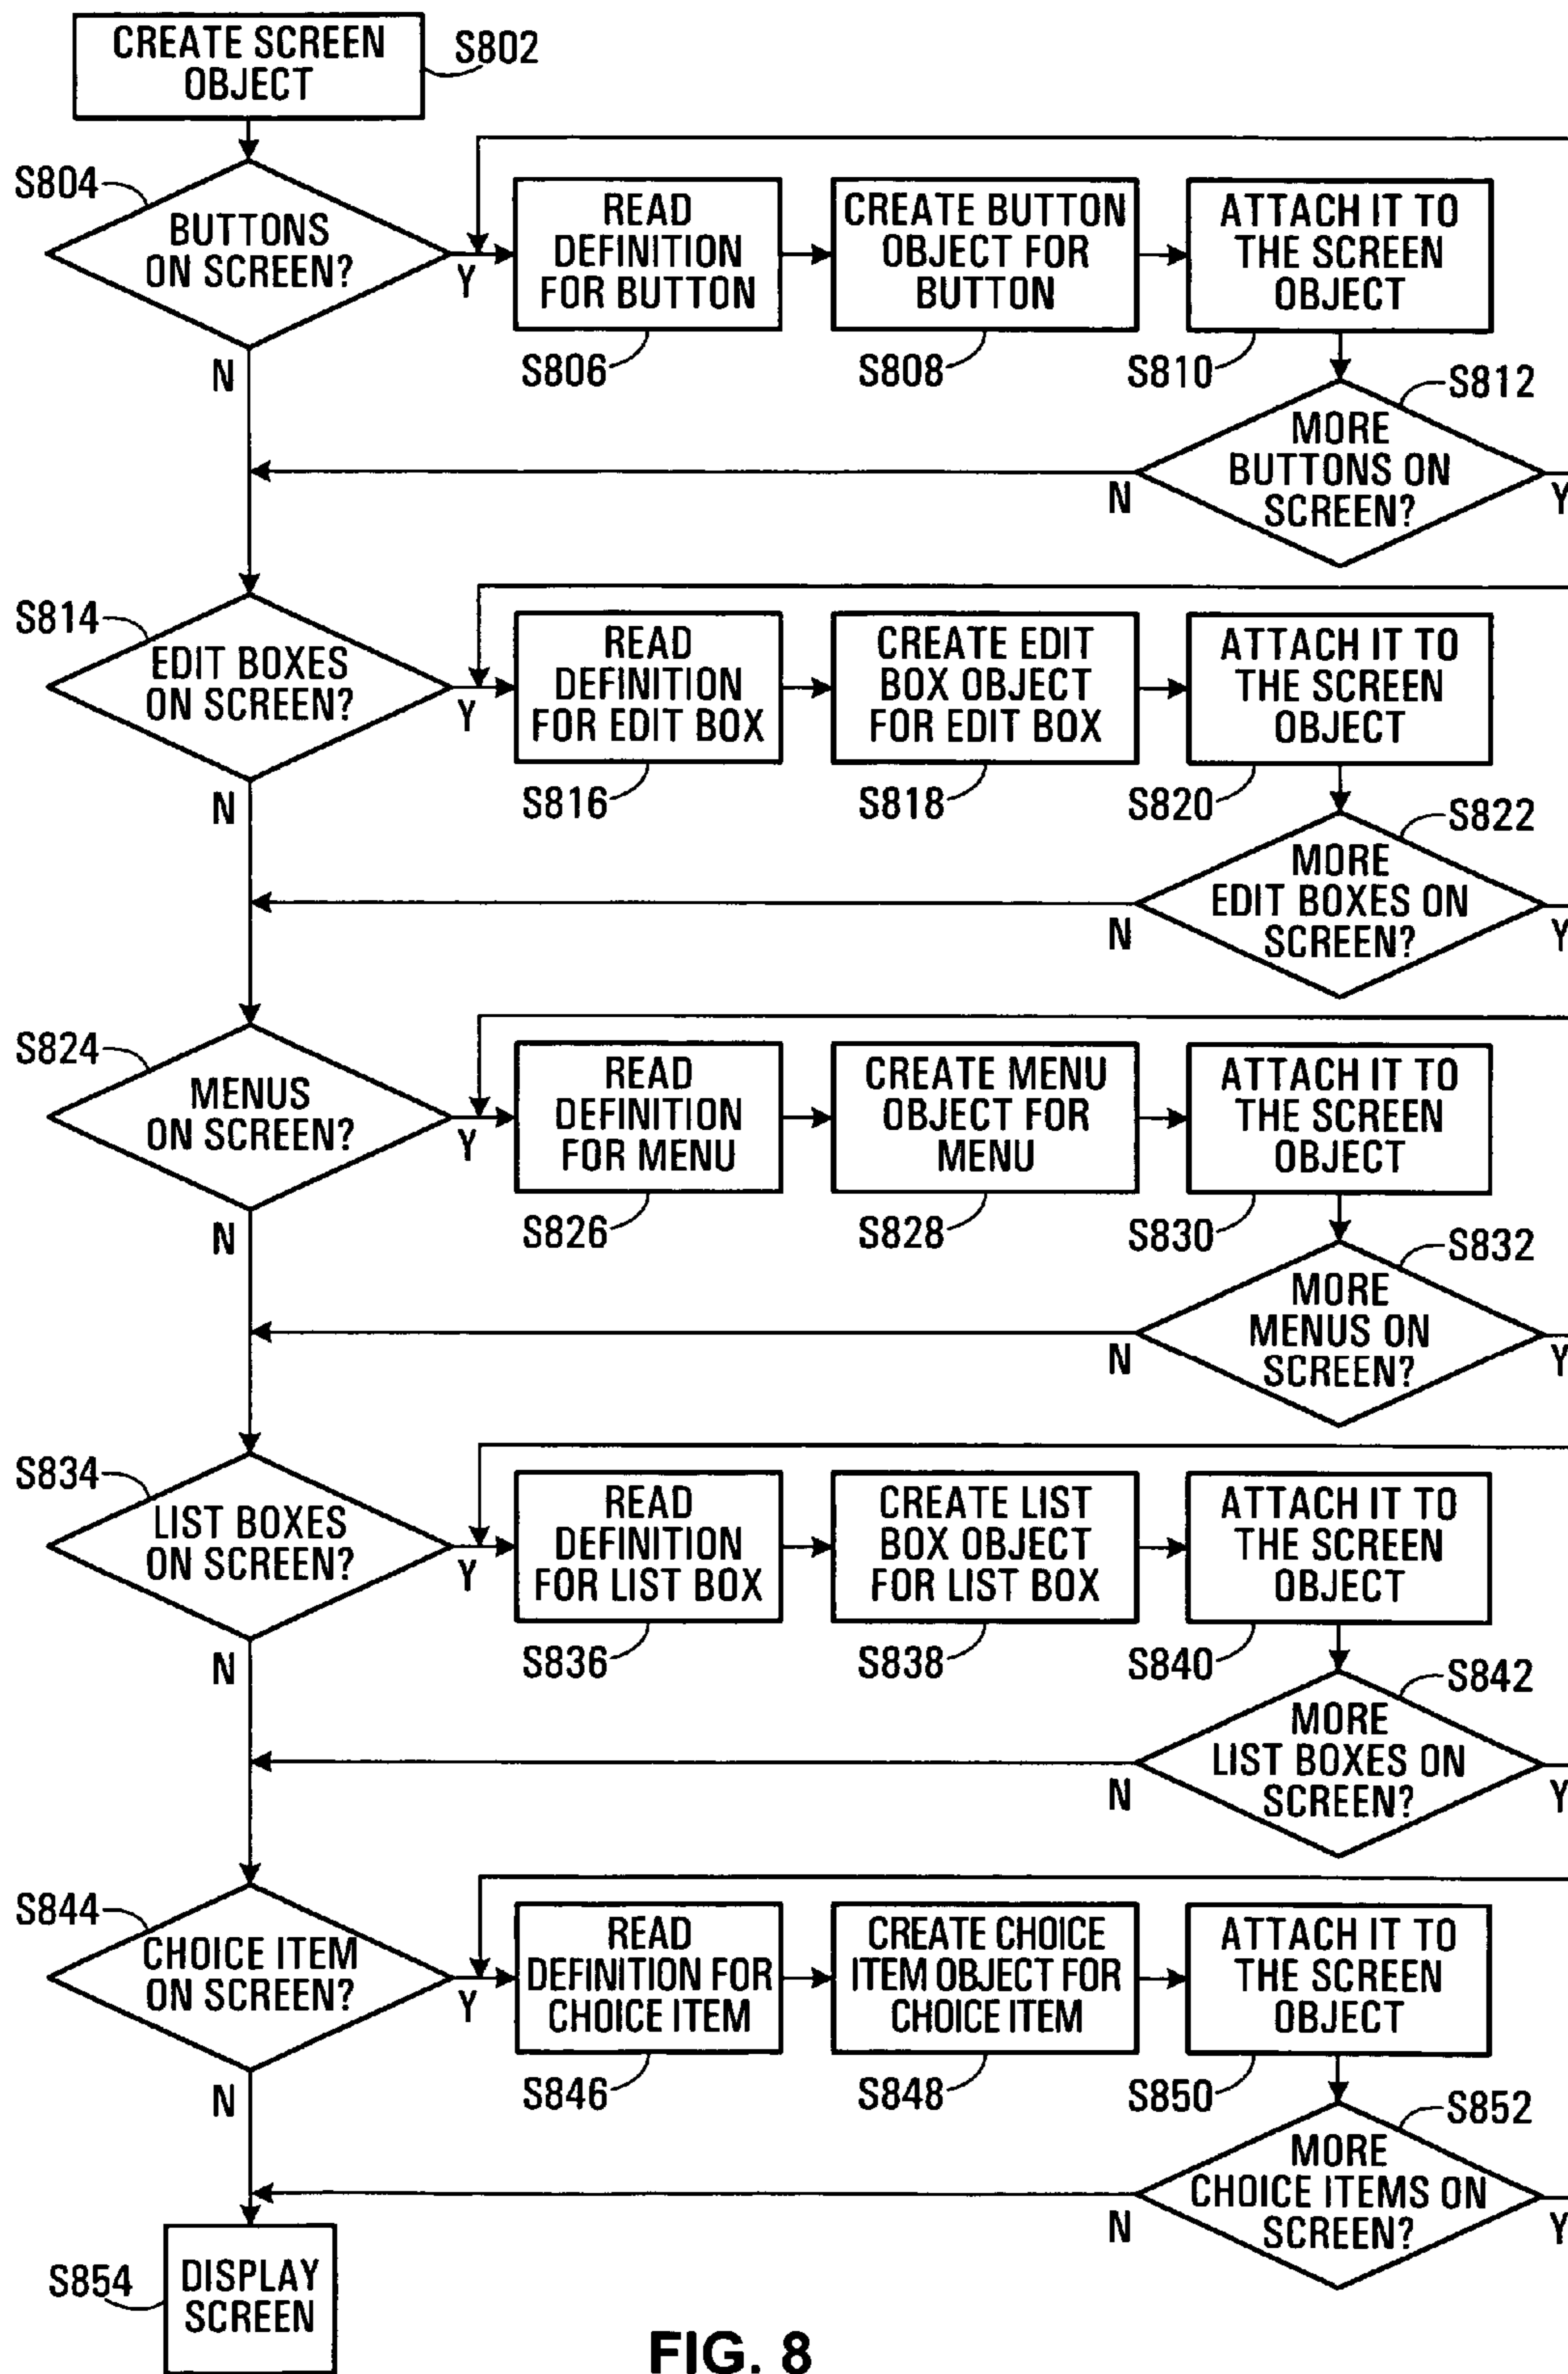 CREATE SCREEN
OBJECT
S802
S804
BUTTONS
ON SCREEN?
Y
N
READ
DEFINITION
FOR BUTTON
S806
CREATE BUTTON
OBJECT FOR
BUTTON
S808
ATTACH IT TO
THE SCREEN
OBJECT
S810
S812
MORE
BUTTONS ON
SCREEN?
N
Y
S814
EDIT BOXES
ON SCREEN?
Y
N
READ
DEFINITION
FOR EDIT BOX
S816
CREATE EDIT
BOX OBJECT
FOR EDIT BOX
S818
ATTACH IT TO
THE SCREEN
OBJECT
S820
S822
MORE
EDIT BOXES ON
SCREEN?
N
Y
S824
MENUS
ON SCREEN?
Y
N
READ
DEFINITION
FOR MENU
S826
CREATE MENU
OBJECT FOR
MENU
S828
ATTACH IT TO
THE SCREEN
OBJECT
S830
S832
MORE
MENUS ON
SCREEN?
N
Y
S834
LIST BOXES
ON SCREEN?
Y
N
READ
DEFINITION
FOR LIST BOX
S836
CREATE LIST
BOX OBJECT
FOR LIST BOX
S838
ATTACH IT TO
THE SCREEN
OBJECT
S840
S842
MORE
LIST BOXES ON
SCREEN?
N
Y
S844
CHOICE ITEM
ON SCREEN?
Y
N
READ
DEFINITION FOR
CHOICE ITEM
S846
CREATE CHOICE
ITEM OBJECT FOR
CHOICE ITEM
S848
ATTACH IT TO
THE SCREEN
OBJECT
S850
S852
MORE
CHOICE ITEMS ON
SCREEN?
N
Y
S854
DISPLAY
SCREEN
FIG. 8